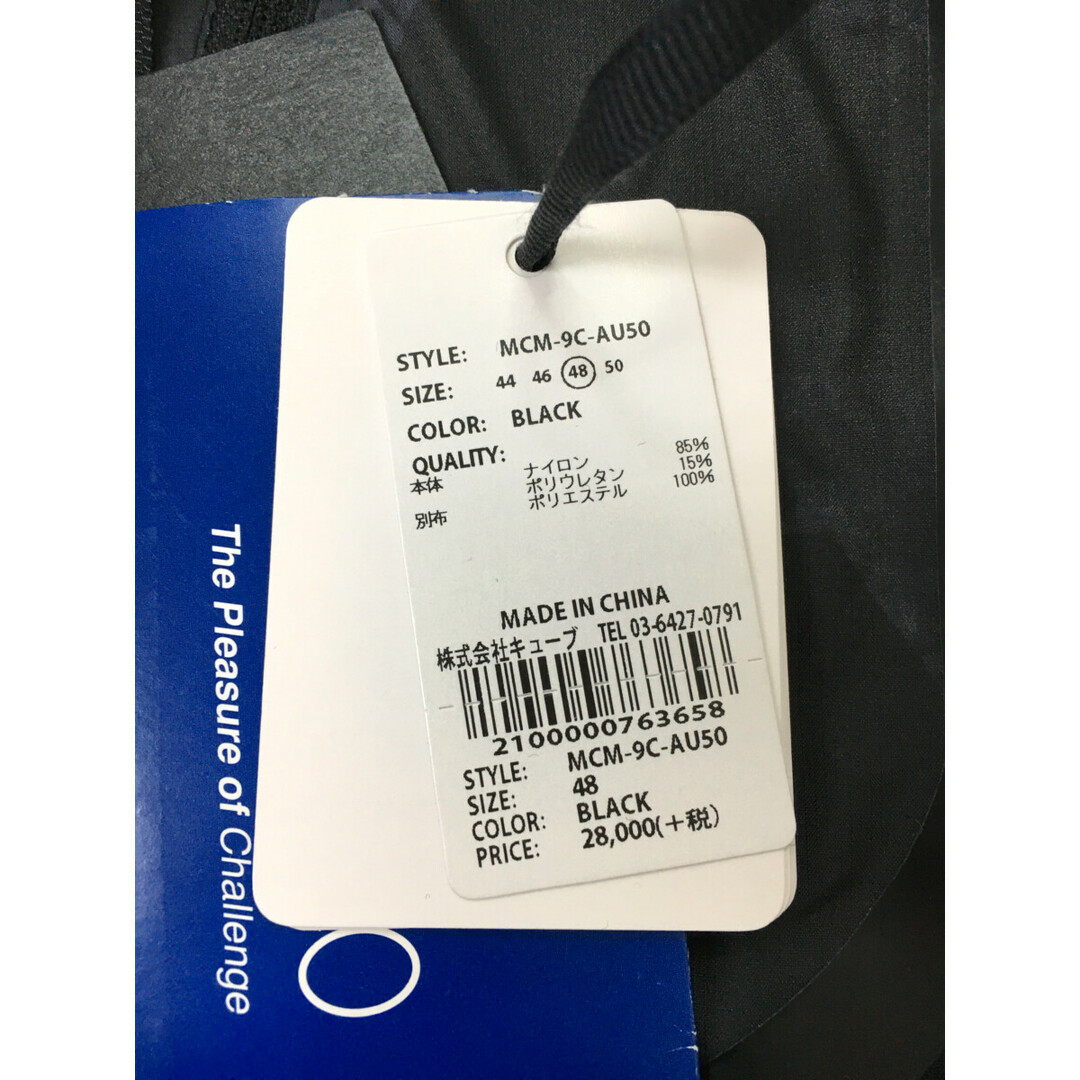 STYLE: MCM-9C-AU50
SIZE: 44 46 48 50
COLOR: BLACK
QUALITY:
本体 ナイロン 85%
ポリウレタン 15%
別布 ポリエステル 100%
MADE IN CHINA
株式会社キューブ TEL 03-6427-0791
2100000763658
STYLE: MCM-9C-AU50
SIZE: 48
COLOR: BLACK
PRICE: 28,000(+税)
The Pleasure of Challenge